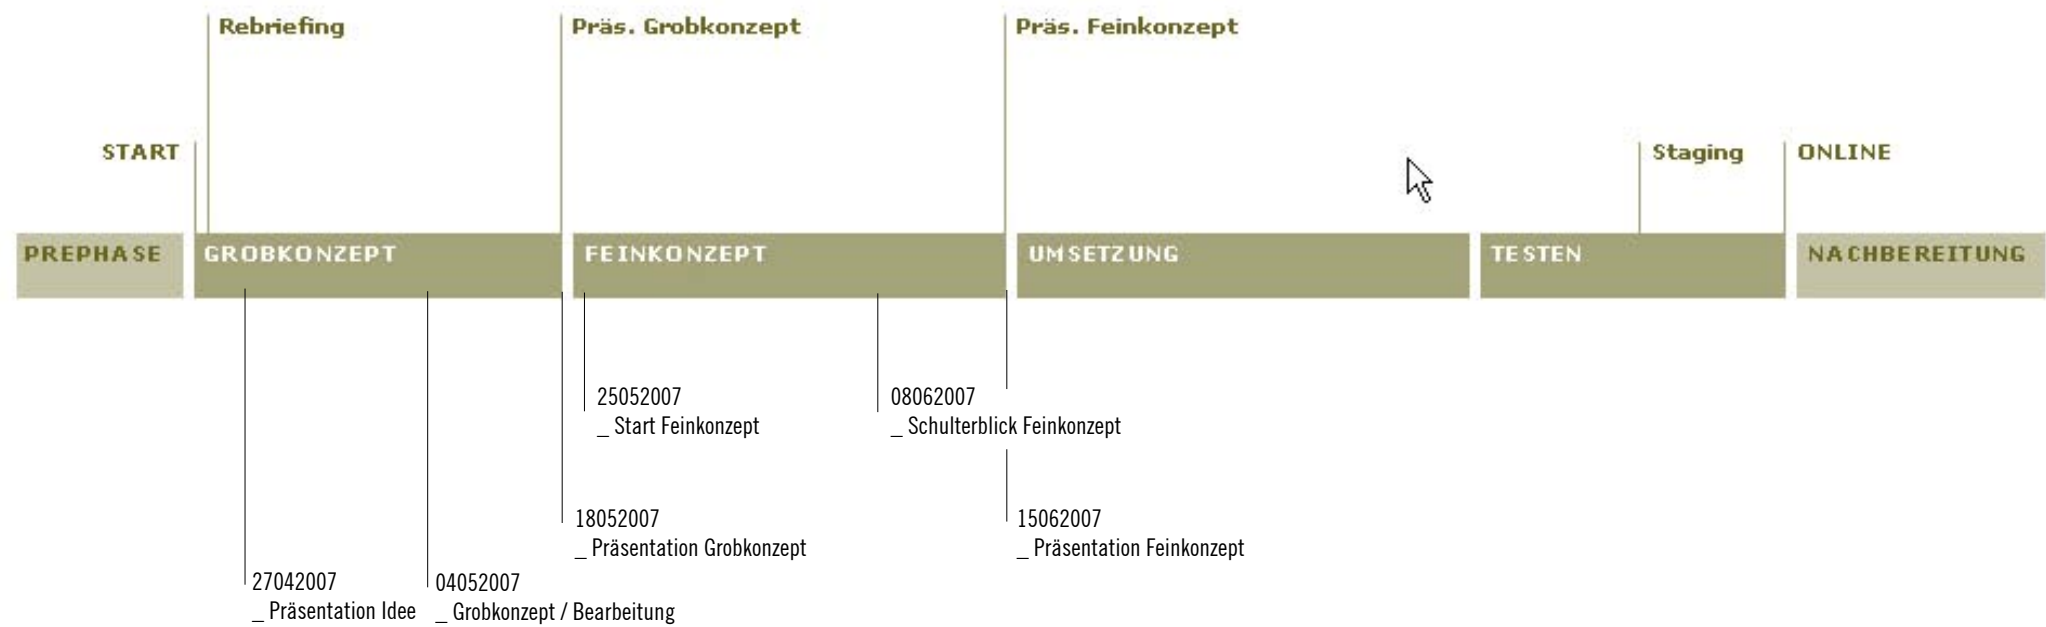 Rebriefing
Präs. Grobkonzept
Präs. Feinkonzept
START
Staging
ONLINE
PREPHASE
GROBKONZEPT
FEINKONZEPT
UMSETZUNG
TESTEN
NACHBEREITUNG
25052007
_ Start Feinkonzept
08062007
_ Schulterblick Feinkonzept
18052007
_ Präsentation Grobkonzept
15062007
_ Präsentation Feinkonzept
27042007
_ Präsentation Idee
04052007
_ Grobkonzept / Bearbeitung